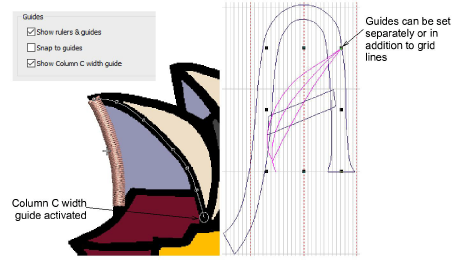 Guides
Show rulers & guides
Snap to guides
Show Column C width guide
Guides can be set
separately or in
addition to grid
lines
Column C width
guide activated